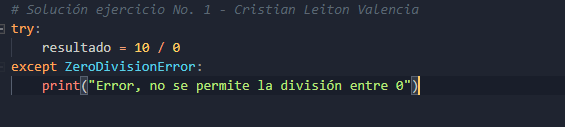 # Solución ejercicio No. 1 - Cristian Leiton Valencia
try:
    resultado = 10 / 0
except ZeroDivisionError:
    print("Error, no se permite la división entre 0")